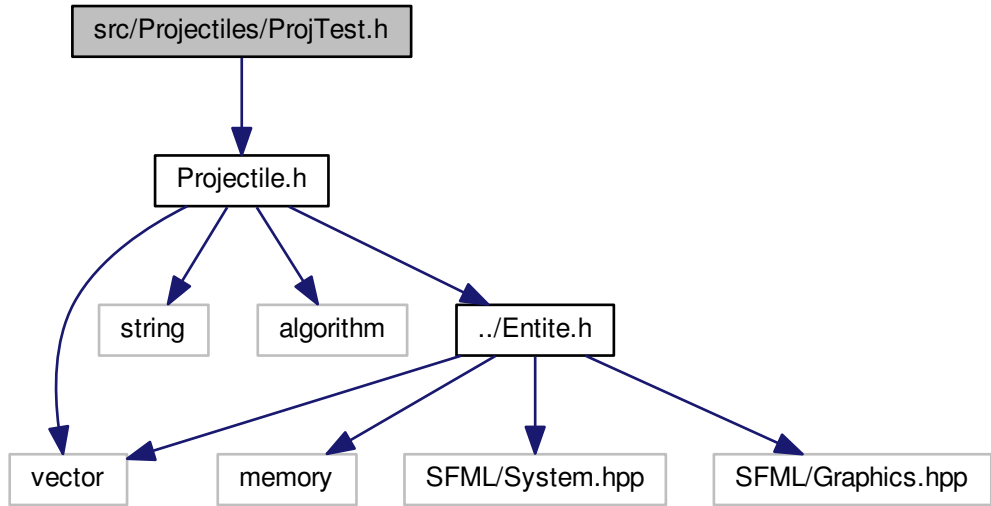 src/Projectiles/ProjTest.h
Projectile.h
string
algorithm
../Entite.h
vector
memory
SFML/System.hpp
SFML/Graphics.hpp